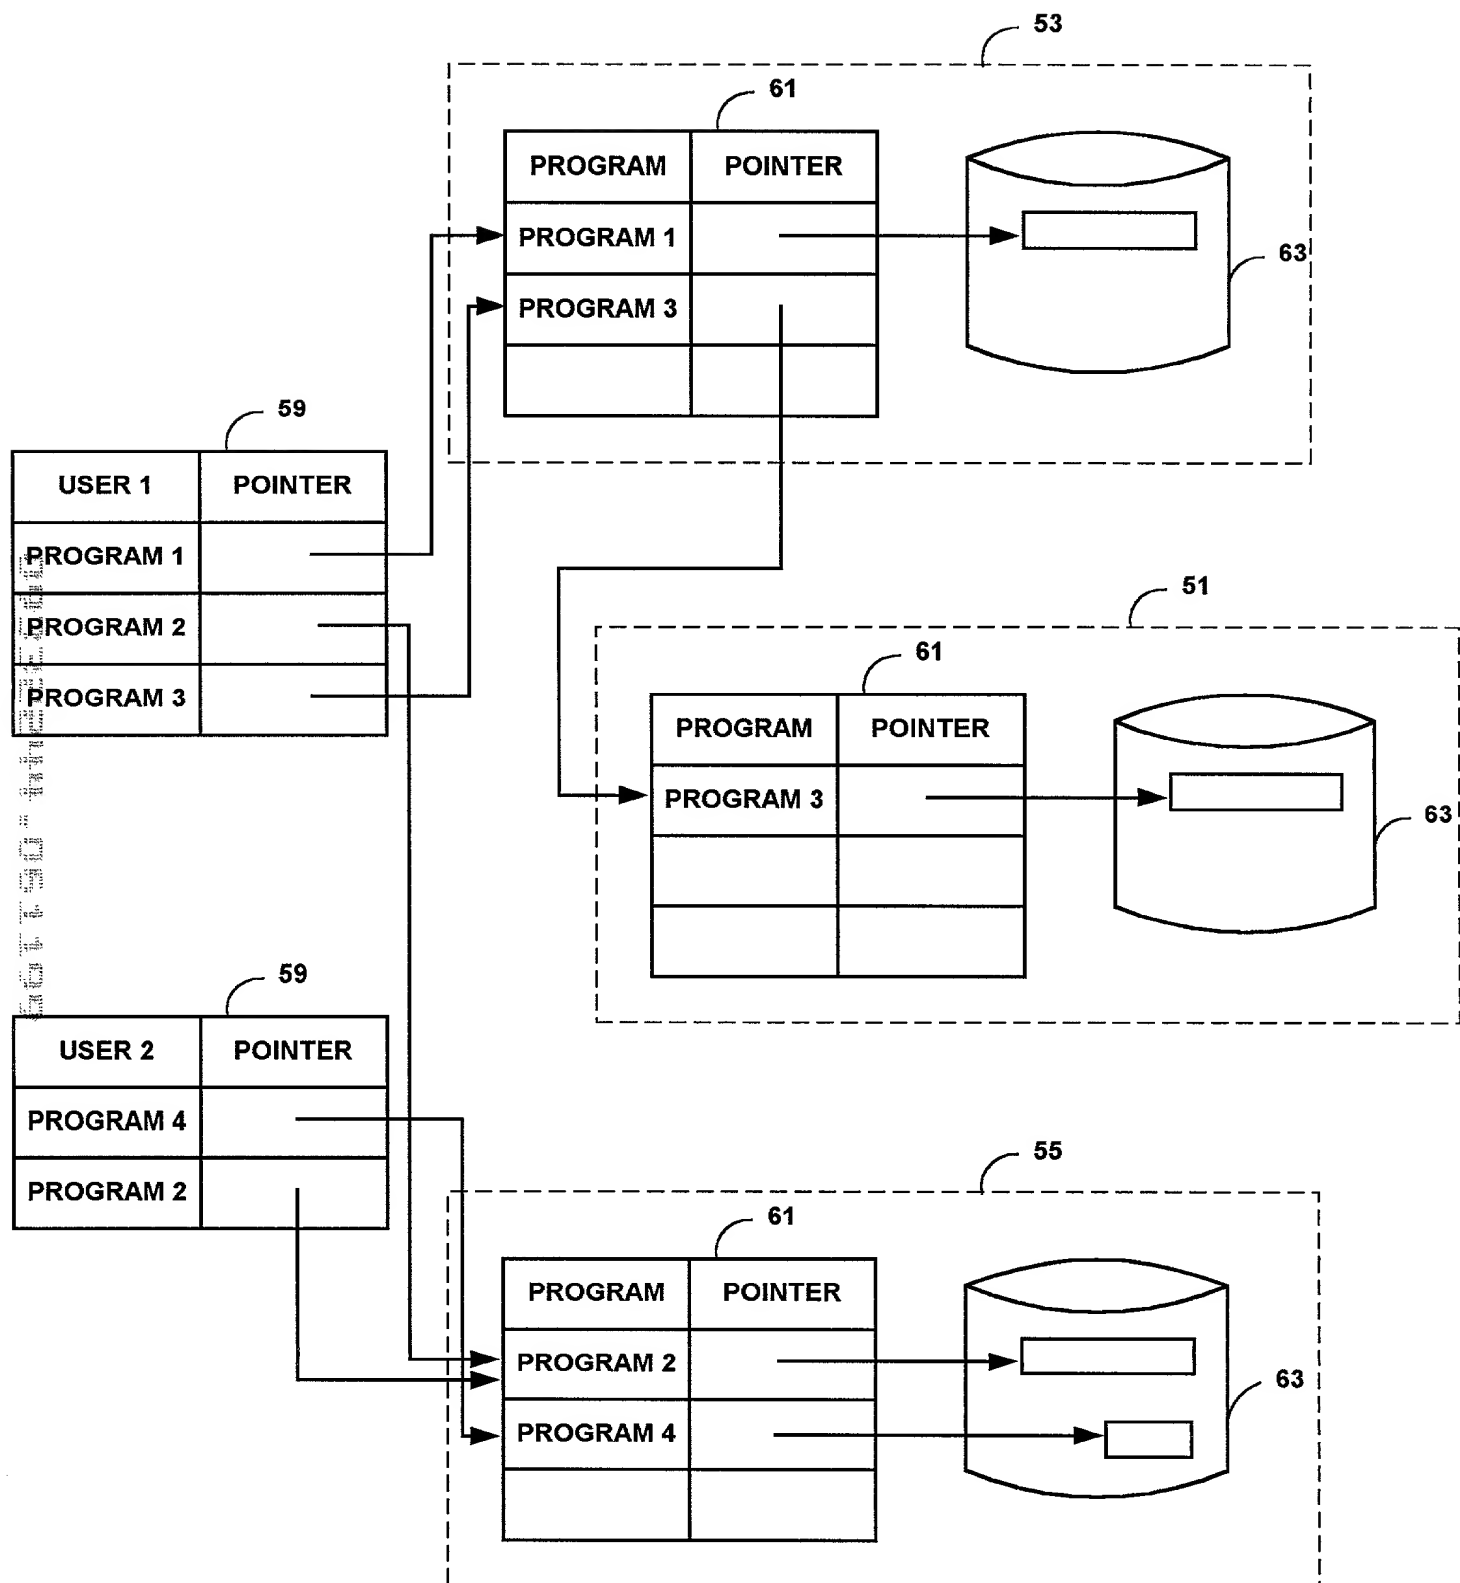 53
61
PROGRAM POINTER
PROGRAM 1
63
PROGRAM 3
59
USER 1 POINTER
PROGRAM 1
PROGRAM 2
PROGRAM 3
51
61
PROGRAM POINTER
PROGRAM 3
63
59
USER 2 POINTER
PROGRAM 4
PROGRAM 2
55
61
PROGRAM POINTER
PROGRAM 2
63
PROGRAM 4